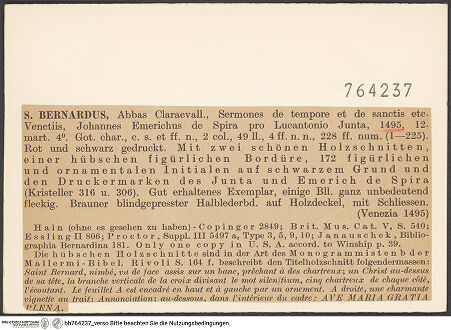 764237
S. BERNARDUS, Abbas Claraevall., Sermones de tempore et de sanctis etc.
Venetiis, Johannes Emerichus de Spira pro Lucantonio Junta, 1495, 12.
mart. 4º. Got. char., c. s. et ff. n., 2 col., 49 ll., 4 ff. n. n., 228 ff. num. (1—225).
Rot und schwarz gedruckt. Mit zwei schönen Holzschnitten,
einer hübschen figürlichen Bordüre, 172 figürlichen
und ornamentalen Initialen auf schwarzem Grund und
den Druckermarken des Junta und Emerich de Spira
(Kristeller 316 u. 306). Gut erhaltenes Exemplar, einige Bll. ganz unbedeutend
fleckig. Brauner blindgepresster Halblederbd. auf Holzdeckel, mit Schliessen.
(Venezia 1495)
Hain (ohne es gesehen zu haben) - Copinger 2849; Brit. Mus. Cat. V, S. 540;
Essling II 806; Proctor, Suppl. III 5497 a, Type 3, 5, 9, 10; Janauschek, Biblio-
graphia Bernardina 181. Only one copy in U. S. A. accord. to Winship p. 39.
Die hübschen Holzschnitte sind in der Art des Monogrammisten der
Mallermi-Bibel. Rivoli S. 164 f. beschreibt den Titelholzschnitt folgendermassen:
Saint Bernard, nimbé, vu de face assis sur un banc, prêchant à des chartreux; un Christ au-dessus
de sa tête, la branche verticale de la croix divisant le mot silen|tium, cinq chartreux de chaque côté,
l'écoutant. Le feuillet A est encadré en haut et à gauche par un ornement. A droite, une charmante
vignette au trait: Annonciation; au-dessous, dans l'intérieur du cadre: AVE MARIA GRATIA
PLENA.
bh764237_verso Bitte beachten Sie die Nutzungsbedingungen.